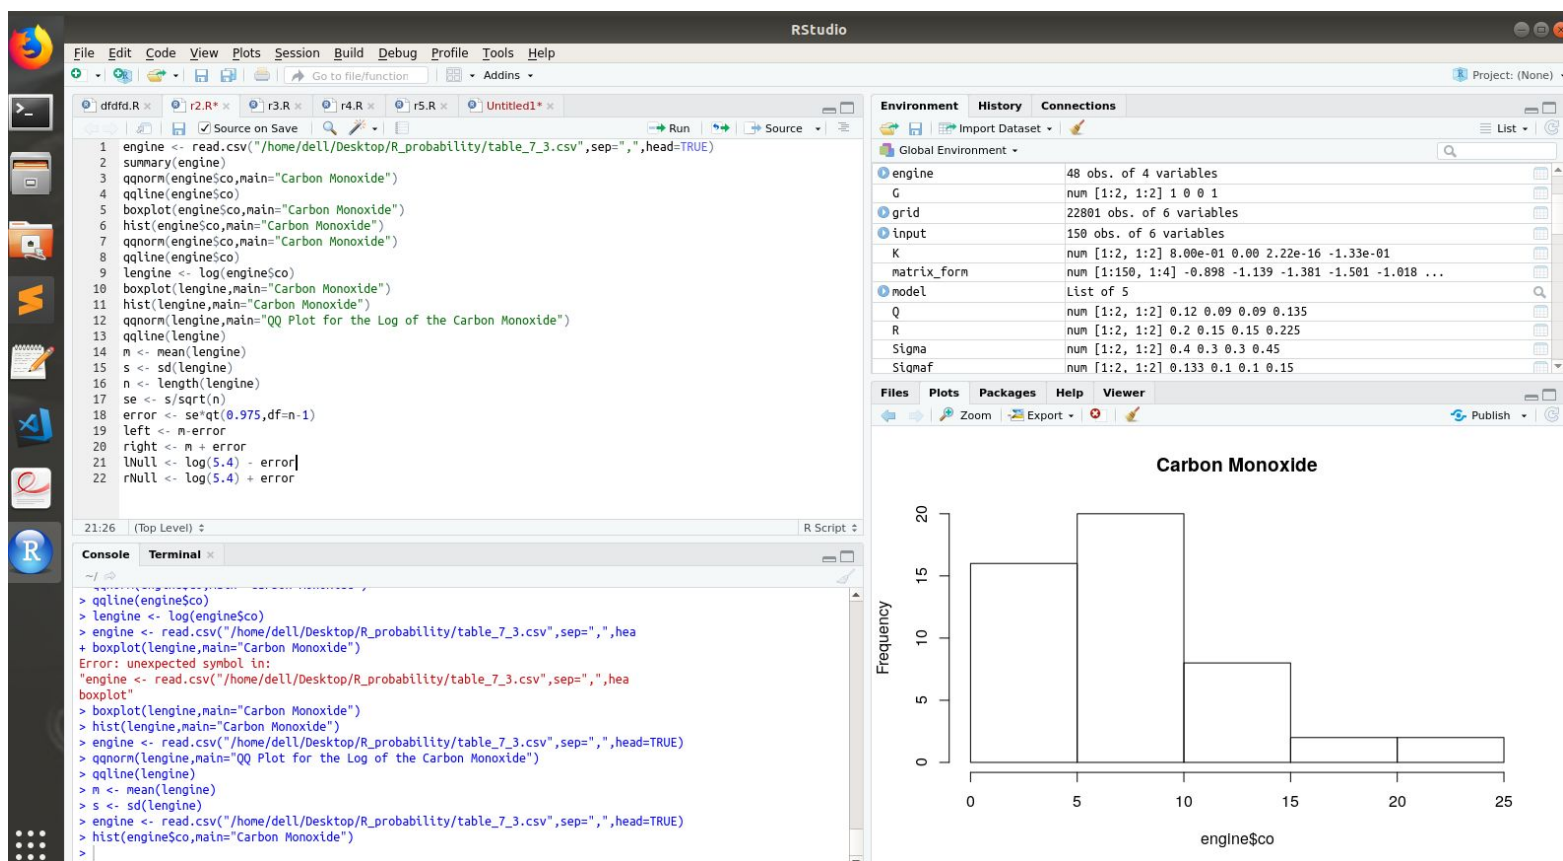 RStudio
File Edit Code View Plots Session Build Debug Profile Tools Help
Go to file/function Addins Project: (None)
dfdfd.R r2.R* r3.R r4.R r5.R Untitled1*
Source on Save Run Source
1 engine <- read.csv("/home/dell/Desktop/R_probability/table_7_3.csv",sep=",",head=TRUE)
2 summary(engine)
3 qqnorm(engine$co,main="Carbon Monoxide")
4 qqline(engine$co)
5 boxplot(engine$co,main="Carbon Monoxide")
6 hist(engine$co,main="Carbon Monoxide")
7 qqnorm(engine$co,main="Carbon Monoxide")
8 qqline(engine$co)
9 lengine <- log(engine$co)
10 boxplot(lengine,main="Carbon Monoxide")
11 hist(lengine,main="Carbon Monoxide")
12 qqnorm(lengine,main="QQ Plot for the Log of the Carbon Monoxide")
13 qqline(lengine)
14 m <- mean(lengine)
15 s <- sd(lengine)
16 n <- length(lengine)
17 se <- s/sqrt(n)
18 error <- se*qt(0.975,df=n-1)
19 left <- m-error
20 right <- m + error
21 lNull <- log(5.4) - error
22 rNull <- log(5.4) + error
21:26 (Top Level) R Script
Console Terminal
~/
> qqline(engine$co)
> lengine <- log(engine$co)
> engine <- read.csv("/home/dell/Desktop/R_probability/table_7_3.csv",sep=",",hea
+ boxplot(lengine,main="Carbon Monoxide")
Error: unexpected symbol in:
"engine <- read.csv("/home/dell/Desktop/R_probability/table_7_3.csv",sep=",",hea
boxplot"
> boxplot(lengine,main="Carbon Monoxide")
> hist(lengine,main="Carbon Monoxide")
> engine <- read.csv("/home/dell/Desktop/R_probability/table_7_3.csv",sep=",",head=TRUE)
> qqnorm(lengine,main="QQ Plot for the Log of the Carbon Monoxide")
> qqline(lengine)
> m <- mean(lengine)
> s <- sd(lengine)
> engine <- read.csv("/home/dell/Desktop/R_probability/table_7_3.csv",sep=",",head=TRUE)
> hist(engine$co,main="Carbon Monoxide")
>
Environment History Connections
Import Dataset List
Global Environment
engine 48 obs. of 4 variables
G num [1:2, 1:2] 1 0 0 1
grid 22801 obs. of 6 variables
input 150 obs. of 6 variables
K num [1:2, 1:2] 8.00e-01 0.00 2.22e-16 -1.33e-01
matrix_form num [1:150, 1:4] -0.898 -1.139 -1.381 -1.501 -1.018 ...
model List of 5
Q num [1:2, 1:2] 0.12 0.09 0.09 0.135
R num [1:2, 1:2] 0.2 0.15 0.15 0.225
Sigma num [1:2, 1:2] 0.4 0.3 0.3 0.45
Sigmaf num [1:2, 1:2] 0.133 0.1 0.1 0.15
Files Plots Packages Help Viewer
Zoom Export Publish
Carbon Monoxide
Frequency
20
15
10
5
0
0 5 10 15 20 25
engine$co